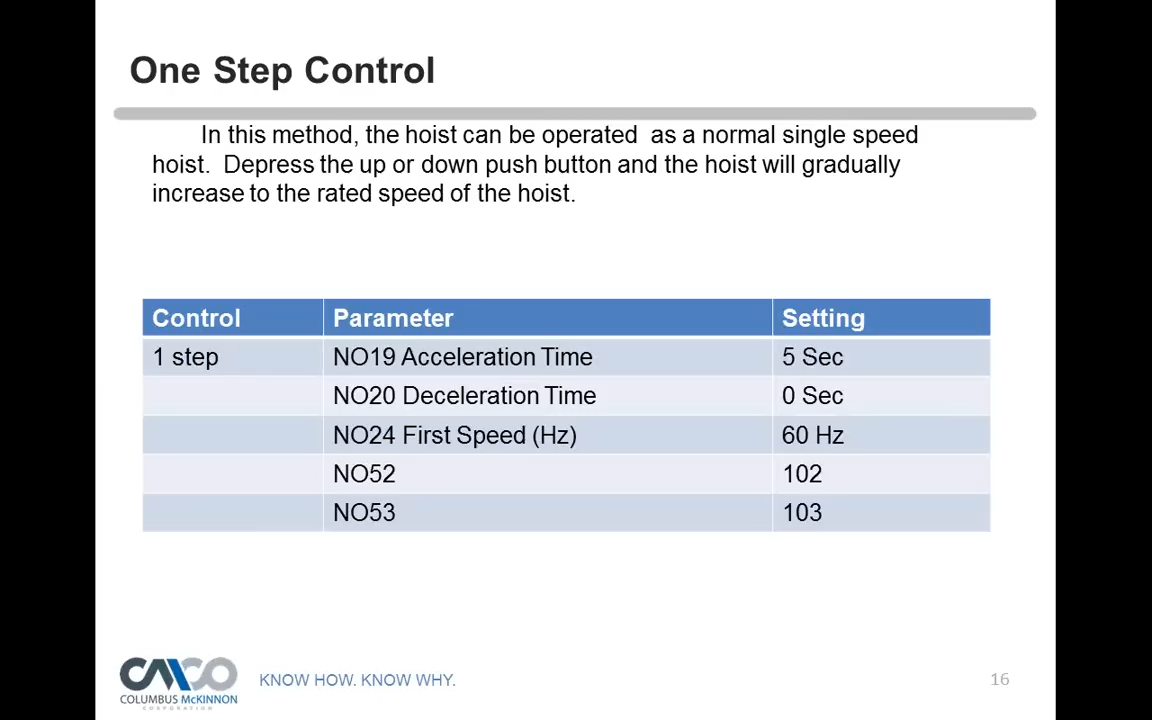 One Step Control
In this method, the hoist can be operated as a normal single speed
hoist. Depress the up or down push button and the hoist will gradually
increase to the rated speed of the hoist.
Control Parameter Setting
1 step NO19 Acceleration Time 5 Sec
NO20 Deceleration Time 0 Sec
NO24 First Speed (Hz) 60 Hz
NO52 102
NO53 103
CMCO
COLUMBUS McKINNON
CORPORATION
KNOW HOW. KNOW WHY.
16